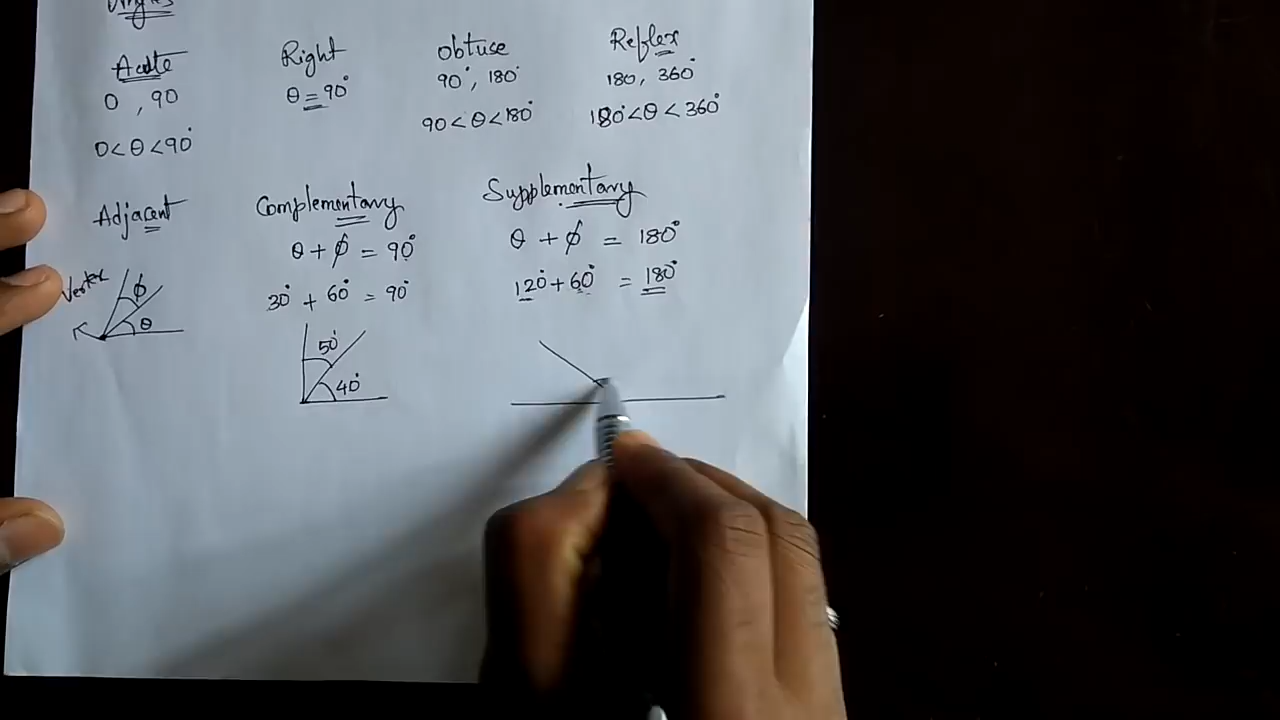 Angles
Acute
0 , 90
0 < θ < 90°
Right
θ = 90°
Obtuse
90°, 180°
90 < θ < 180°
Reflex
180, 360°
180° < θ < 360°
Adjacent
Vertex
ϕ
θ
Complementary
θ + ϕ = 90°
30° + 60° = 90°
50°
40°
Supplementary
θ + ϕ = 180°
120° + 60° = 180°